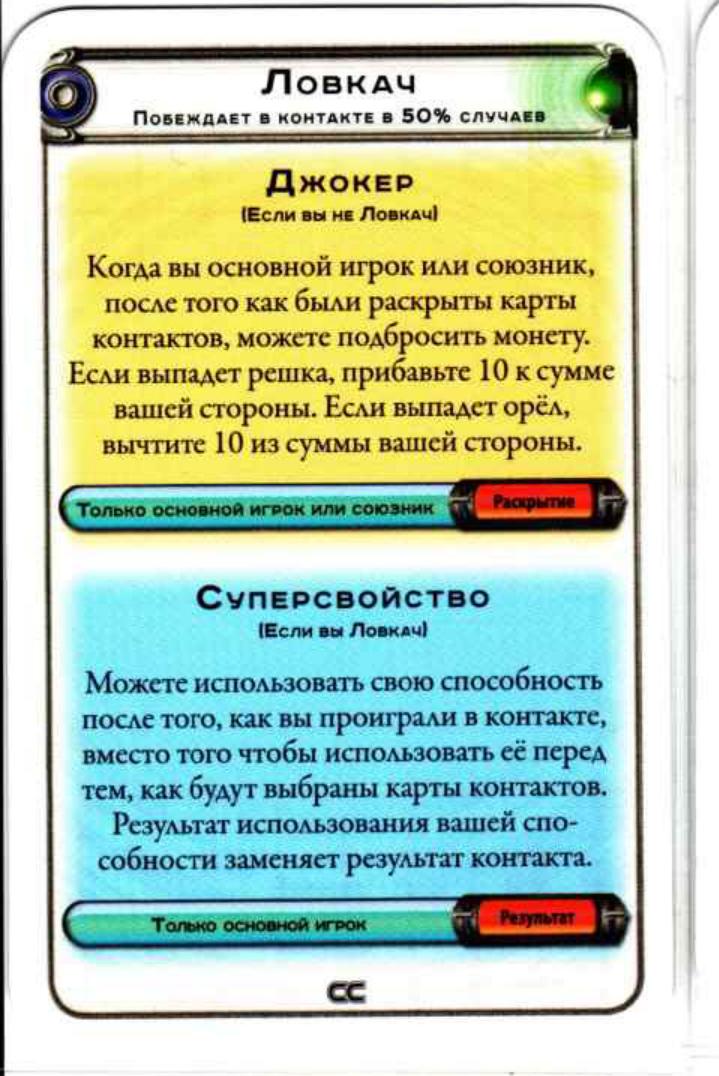 Ловкач
Побеждает в контакте в 50% случаев
Джокер
(Если вы не Ловкач)
Когда вы основной игрок или союзник,
после того как были раскрыты карты
контактов, можете подбросить монету.
Если выпадет решка, прибавьте 10 к сумме
вашей стороны. Если выпадет орёл,
вычтите 10 из суммы вашей стороны.
Только основной игрок или союзник
Раскрытие
Суперсвойство
(Если вы Ловкач)
Можете использовать свою способность
после того, как вы проиграли в контакте,
вместо того чтобы использовать её перед
тем, как будут выбраны карты контактов.
Результат использования вашей спо-
собности заменяет результат контакта.
Только основной игрок
Результат
CC